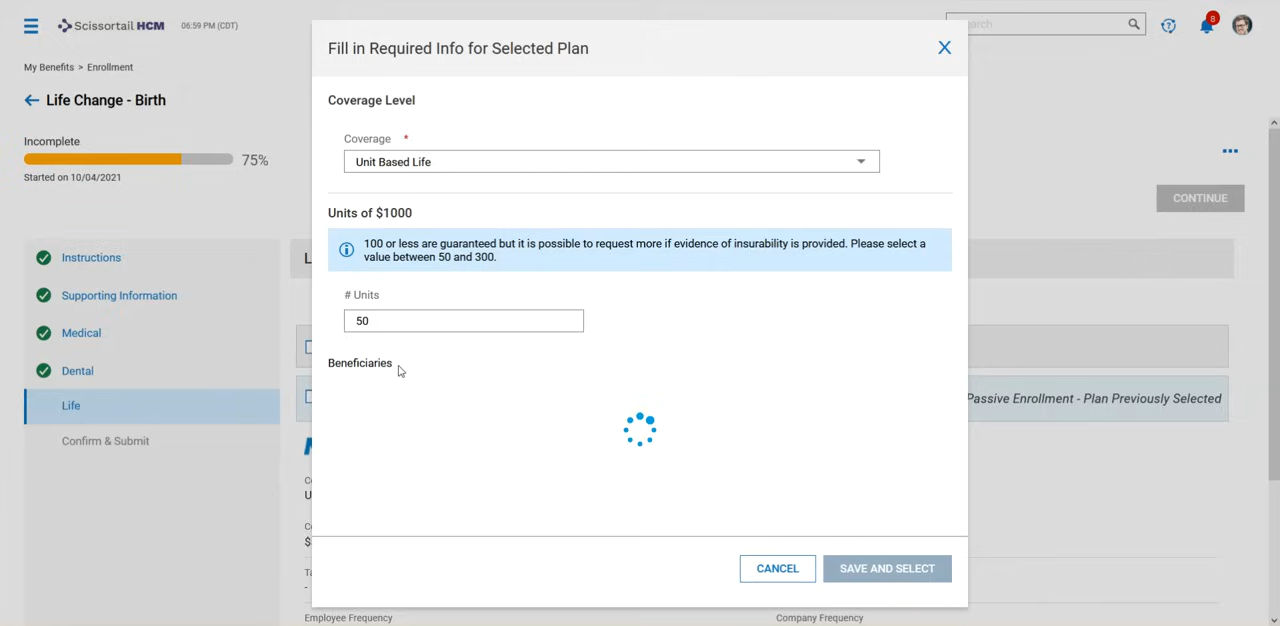 Scissortail HCM
06:59 PM (CDT)
8
My Benefits > Enrollment
Life Change - Birth
Incomplete
75%
Started on 10/04/2021
CONTINUE
Instructions
Supporting Information
Medical
Dental
Life
Confirm & Submit
Fill in Required Info for Selected Plan
Coverage Level
Coverage *
Unit Based Life
Units of $1000
100 or less are guaranteed but it is possible to request more if evidence of insurability is provided. Please select a
value between 50 and 300.
# Units
50
Beneficiaries
CANCEL
SAVE AND SELECT
Passive Enrollment - Plan Previously Selected
Employee Frequency
Company Frequency